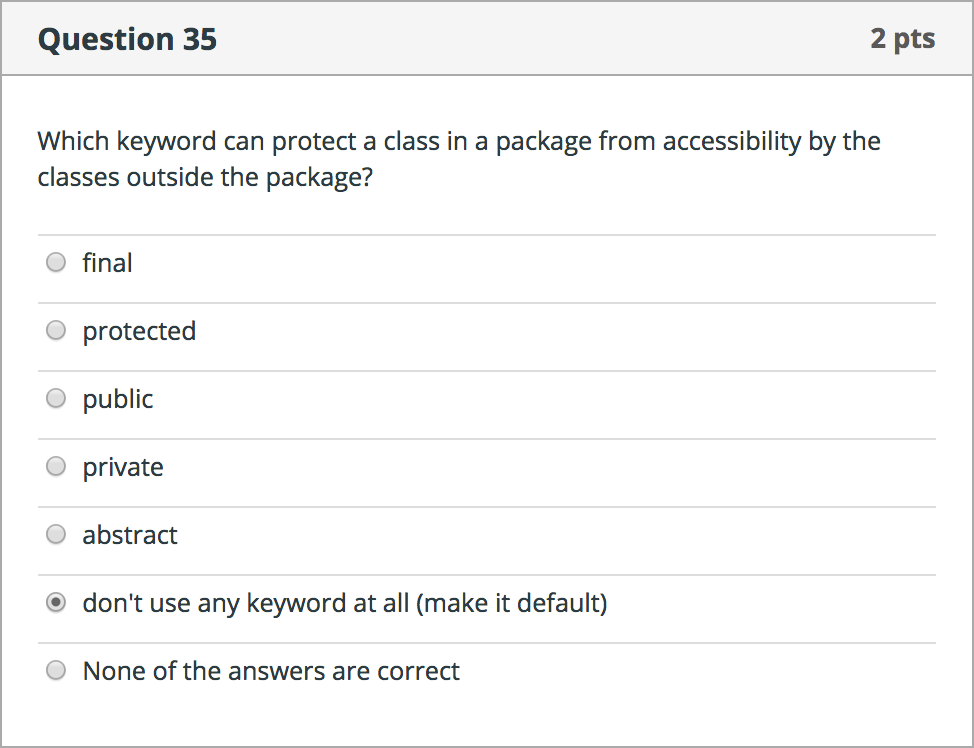 Question 35
2 pts
Which keyword can protect a class in a package from accessibility by the
classes outside the package?
final
protected
public
private
abstract
don't use any keyword at all (make it default)
None of the answers are correct